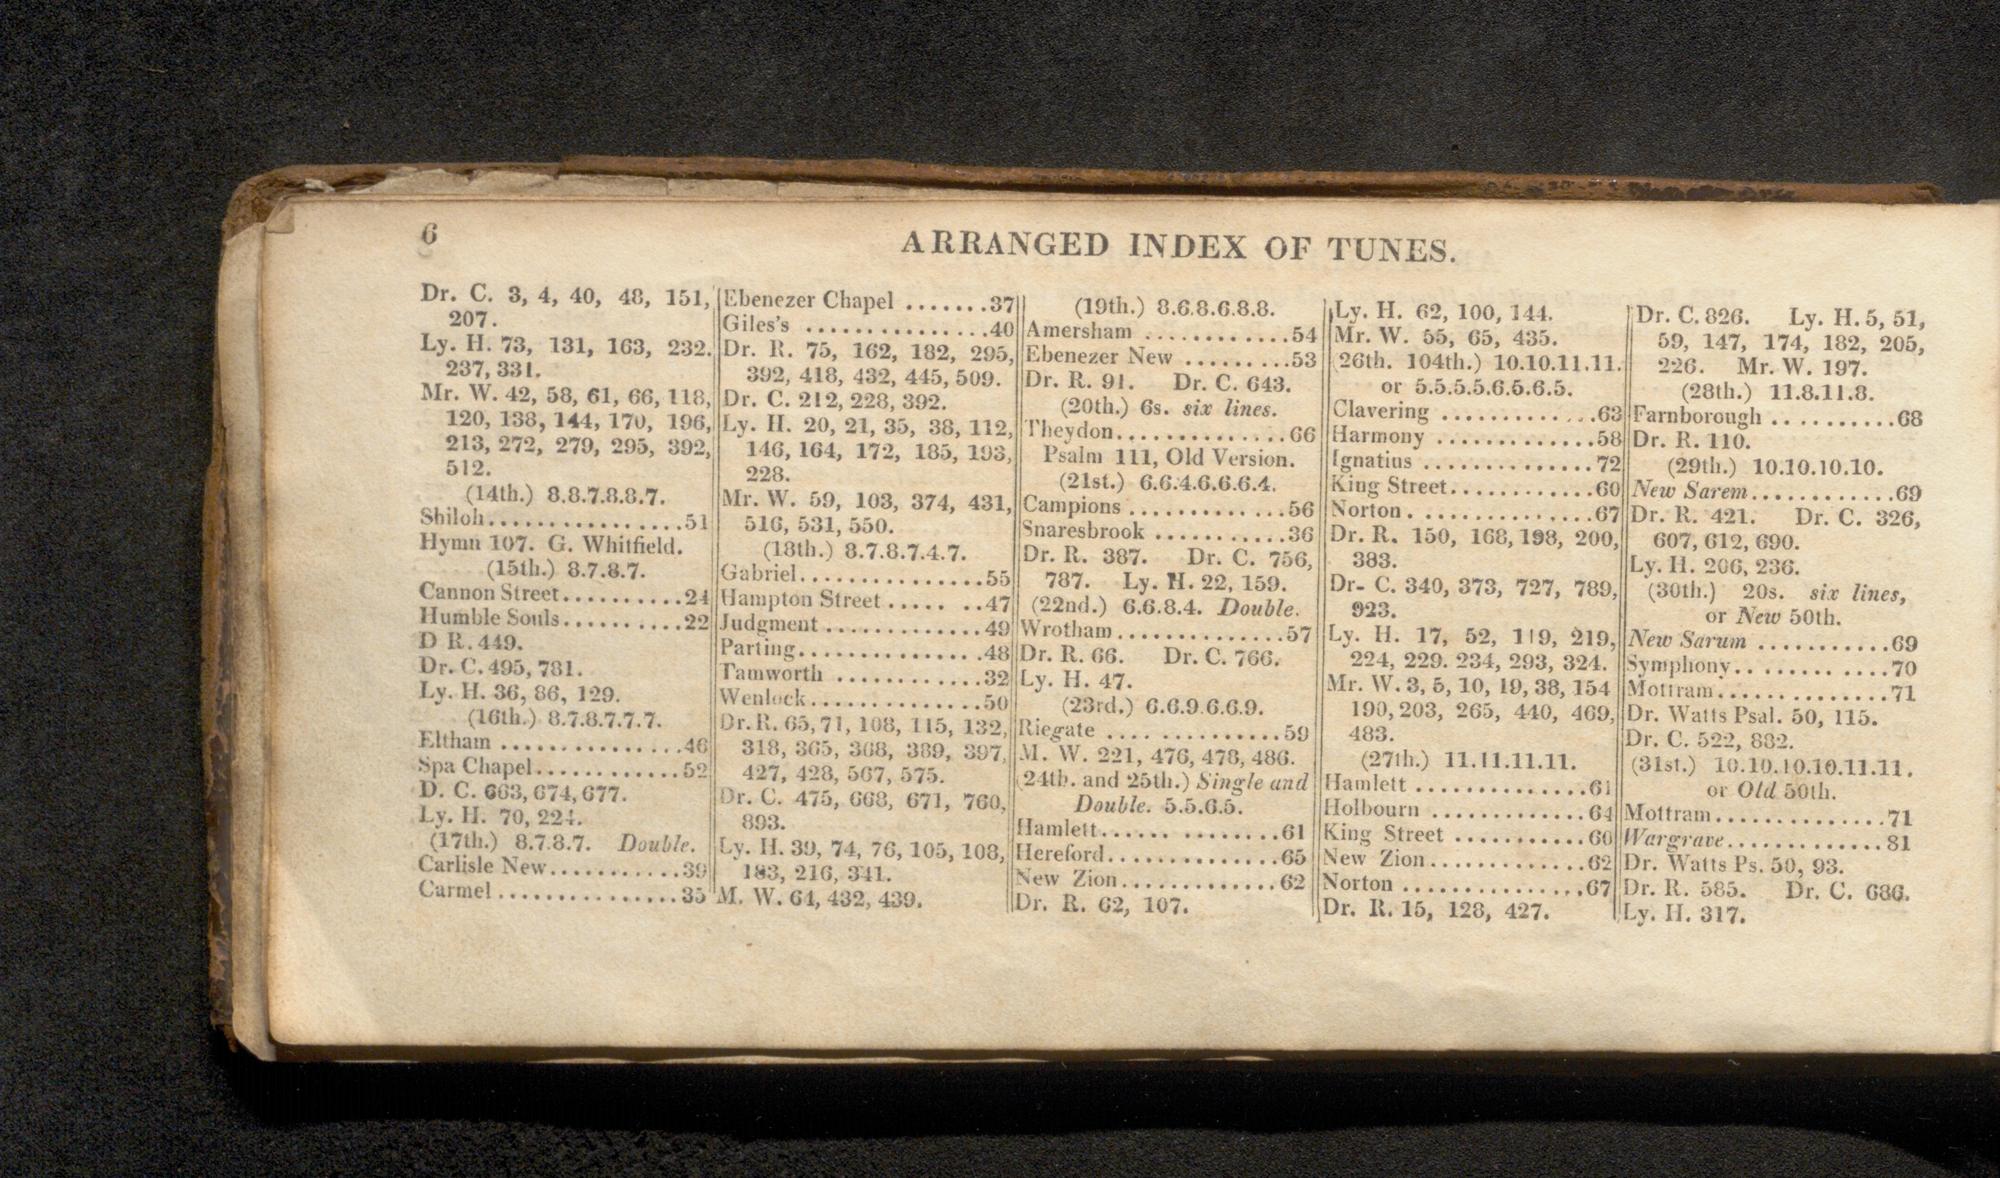 6
ARRANGED INDEX OF TUNES.
Dr. C. 3, 4, 40, 48, 151,
207.
Ly. H. 73, 131, 163, 232.
237, 331.
Mr. W. 42, 58, 61, 66, 118,
120, 138, 144, 170, 196,
213, 272, 279, 295, 392,
512.
(14th.) 8.8.7.8.8.7.
Shiloh................51
Hymn 107. G. Whitfield.
(15th.) 8.7.8.7.
Cannon Street..........24
Humble Souls..........22
D R. 449.
Dr. C. 495, 781.
Ly. H. 36, 86, 129.
(16th.) 8.7.8.7.7.7.
Eltham ...............46
Spa Chapel............52
D. C. 663, 674, 677.
Ly. H. 70, 224.
(17th.) 8.7.8.7. Double.
Carlisle New............39
Carmel ................35
Ebenezer Chapel .......37
Giles's ..............40
Dr. R. 75, 162, 182, 295,
392, 418, 432, 445, 509.
Dr. C. 212, 228, 392.
Ly. H. 20, 21, 35, 38, 112,
146, 164, 172, 185, 193,
228.
Mr. W. 59, 103, 374, 431,
516, 531, 550.
(18th.) 8.7.8.7.4.7.
Gabriel...............55
Hampton Street ..... ..47
Judgment .............49
Parting...............48
Tamworth ............32
Wenlock...............50
Dr. R. 65, 71, 108, 115, 132,
318, 365, 368, 389, 397,
427, 428, 567, 575.
Dr. C. 475, 668, 671, 760,
893.
Ly. H. 39, 74, 76, 105, 108,
183, 216, 341.
M. W. 64, 432, 439.
(19th.) 8.6.8.6.8.8.
Amersham ............54
Ebenezer New .........53
Dr. R. 91. Dr. C. 643.
(20th.) 6s. six lines.
Theydon..............66
Psalm 111, Old Version.
(21st.) 6.6.4.6.6.6.4.
Campions ............56
Snaresbrook ..........36
Dr. R. 387. Dr. C. 756,
787. Ly. H. 22, 159.
(22nd.) 6.6.8.4. Double.
Wrotham..............57
Dr. R. 66. Dr. C. 766.
Ly. H. 47.
(23rd.) 6.6.9.6.6.9.
Riegate .... ...........59
M. W. 221, 476, 478, 486.
(24th. and 25th.) Single and
Double. 5.5.6.5.
Hamlett...... ........61
Hereford..............65
New Zion.............62
Dr. R. 62, 107.
Ly. H. 62, 100, 144.
Mr. W. 55, 65, 435.
(26th. 104th.) 10.10.11.11.
or 5.5.5.5.6.5.6.5.
Clavering .............63
Harmony .............58
Ignatius ..............72
King Street............60
Norton. ..............67
Dr. R. 150, 168, 198, 200,
383.
Dr- C. 340, 373, 727, 789,
923.
Ly. H. 17, 52, 119, 219,
224, 229. 234, 293, 324.
Mr. W. 3, 5, 10, 19, 38, 154
190, 203, 265, 440, 469,
483.
(27th.) 11.11.11.11.
Hamlett ..............61
Holbourn .............64
King Street ..........60
New Zion.............62
Norton ...............67
Dr. R. 15, 128, 427.
Dr. C. 826. Ly. H. 5, 51,
59, 147, 174, 182, 205,
226. Mr. W. 197.
(28th.) 11.8.11.8.
Farnborough ..........68
Dr. R. 110.
(29th.) 10.10.10.10.
New Sarem............69
Dr. R. 421. Dr. C. 326,
607, 612, 690.
Ly. H. 206, 236.
(30th.) 20s. six lines,
or New 50th.
New Sarum ...........69
Symphony....... .....70
Mottram..............71
Dr. Watts Psal. 50, 115.
Dr. C. 522, 882.
(31st.) 10.10.10.10.11.11.
or Old 50th.
Mottram..............71
Wargrave.............81
Dr. Watts Ps. 50, 93.
Dr. R. 585. Dr. C. 686.
Ly. H. 317.